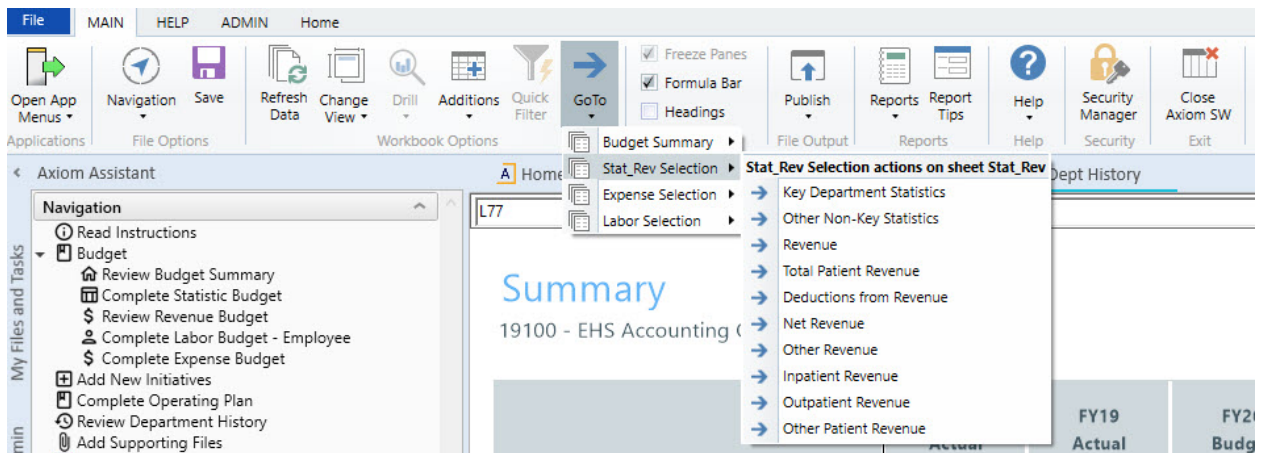 File MAIN HELP ADMIN Home
Open App Menus
Navigation
Save
Refresh Data
Change View
Drill
Additions
Quick Filter
GoTo
Freeze Panes
Formula Bar
Headings
Publish
Reports
Report Tips
Help
Security Manager
Close Axiom SW
Applications File Options Workbook Options File Output Reports Help Security Exit
Budget Summary
Stat_Rev Selection
Expense Selection
Labor Selection
Stat_Rev Selection actions on sheet Stat_Rev
Key Department Statistics
Other Non-Key Statistics
Revenue
Total Patient Revenue
Deductions from Revenue
Net Revenue
Other Revenue
Inpatient Revenue
Outpatient Revenue
Other Patient Revenue
Axiom Assistant
A Home
Dept History
My Files and Tasks
min
Navigation
Read Instructions
Budget
Review Budget Summary
Complete Statistic Budget
$ Review Revenue Budget
Complete Labor Budget - Employee
$ Complete Expense Budget
Add New Initiatives
Complete Operating Plan
Review Department History
Add Supporting Files
L77
Summary
19100 - EHS Accounting
FY19
Actual
Actual
Budg